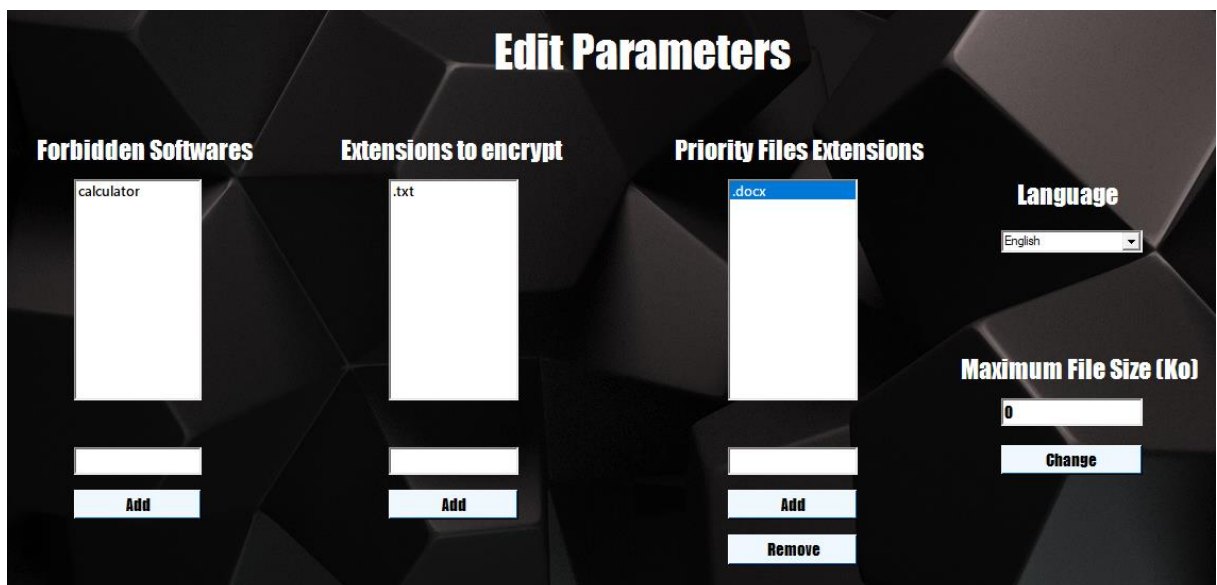 Edit Parameters
Forbidden Softwares
calculator
Add
Extensions to encrypt
.txt
Add
Priority Files Extensions
.docx
Add
Remove
Language
English
Maximum File Size (Ko)
0
Change